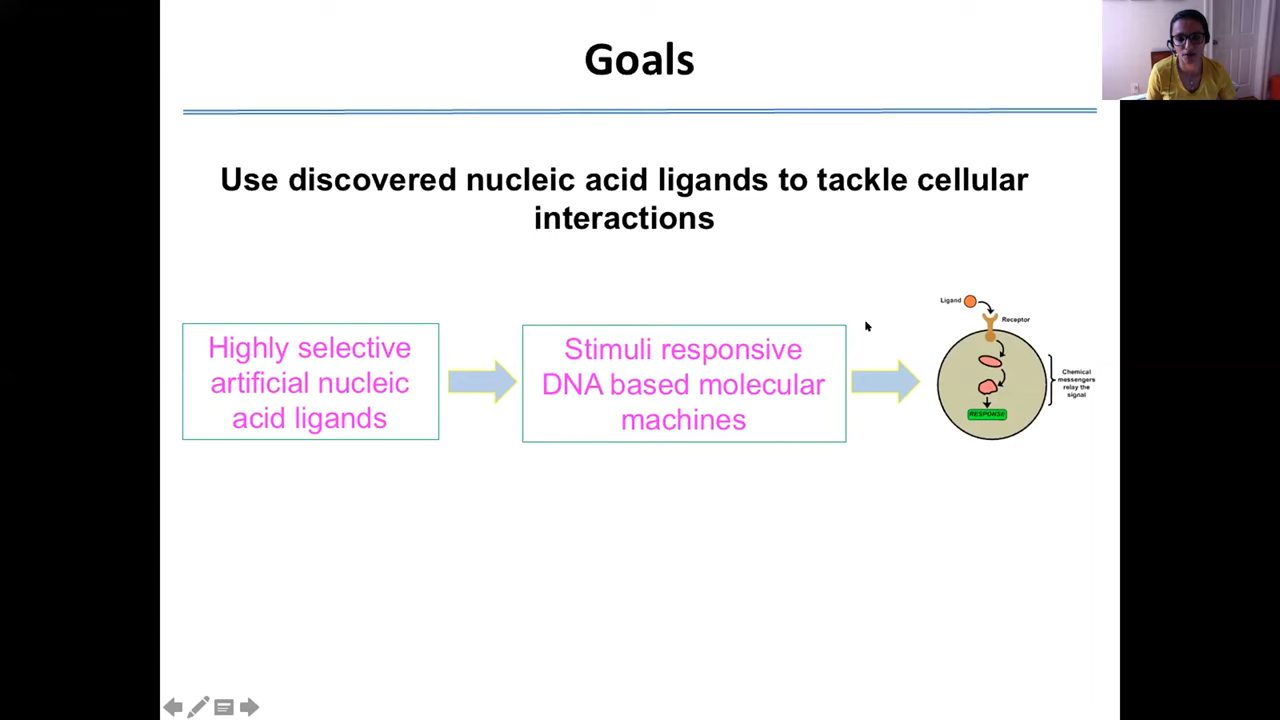 Goals
Use discovered nucleic acid ligands to tackle cellular
interactions
Highly selective
artificial nucleic
acid ligands
Stimuli responsive
DNA based molecular
machines
Ligand
Receptor
Chemical
messengers
relay the
signal
RESPONSE